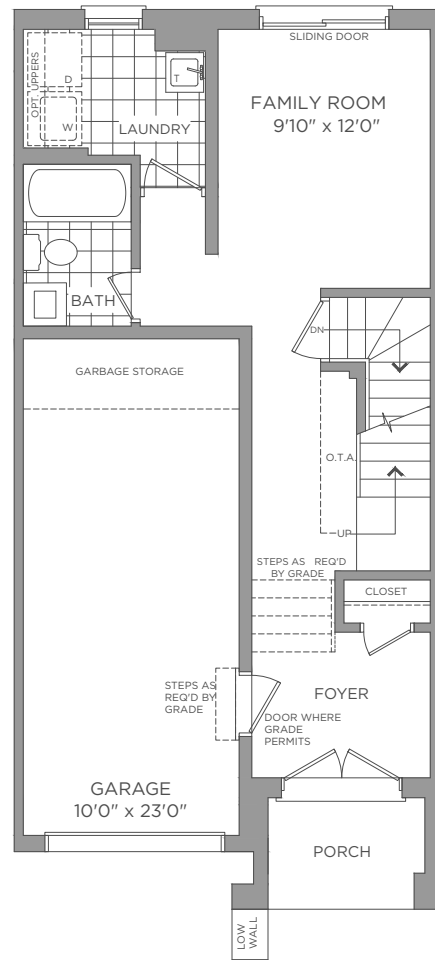 SLIDING DOOR
OPT. UPPERS
D
W
T
LAUNDRY
FAMILY ROOM
9'10" x 12'0"
BATH
DN
GARBAGE STORAGE
O.T.A.
UP
STEPS AS REQ'D
BY GRADE
CLOSET
STEPS AS
REQ'D BY
GRADE
FOYER
DOOR WHERE
GRADE
PERMITS
GARAGE
10'0" x 23'0"
PORCH
LOW
WALL